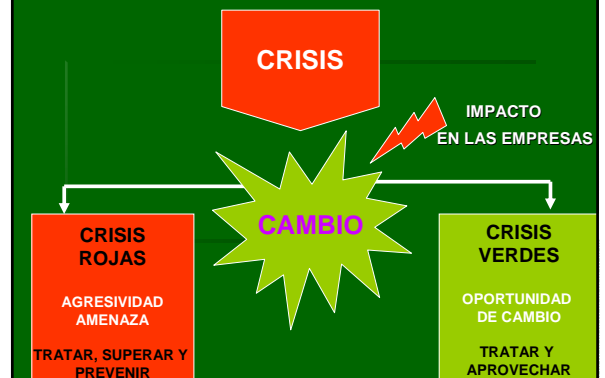 CRISIS
IMPACTO
EN LAS EMPRESAS
CAMBIO
CRISIS
ROJAS
AGRESIVIDAD
AMENAZA
TRATAR, SUPERAR Y
PREVENIR
CRISIS
VERDES
OPORTUNIDAD
DE CAMBIO
TRATAR Y
APROVECHAR